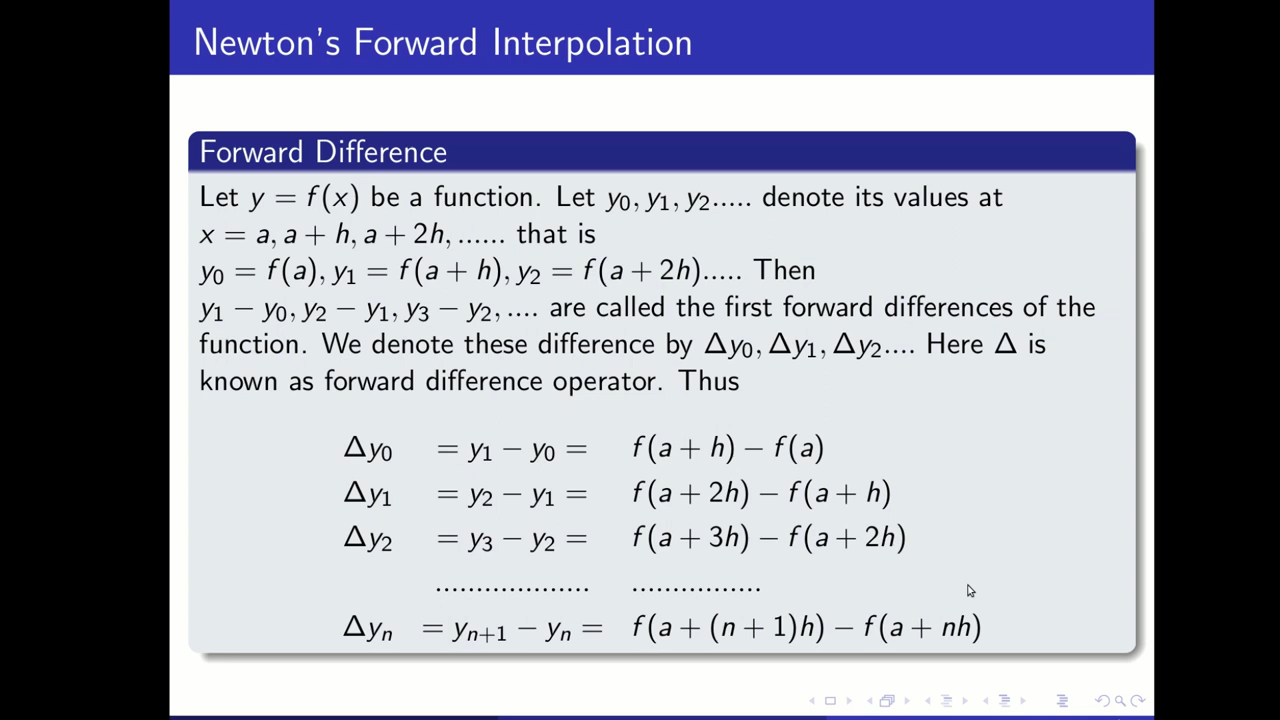 Newton's Forward Interpolation
Forward Difference
Let y = f(x) be a function. Let y₀, y₁, y₂..... denote its values at
x = a, a + h, a + 2h, ...... that is
y₀ = f(a), y₁ = f(a + h), y₂ = f(a + 2h)..... Then
y₁ − y₀, y₂ − y₁, y₃ − y₂, .... are called the first forward differences of the
function. We denote these difference by Δy₀, Δy₁, Δy₂.... Here Δ is
known as forward difference operator. Thus
Δy₀ = y₁ − y₀ = f(a + h) − f(a)
Δy₁ = y₂ − y₁ = f(a + 2h) − f(a + h)
Δy₂ = y₃ − y₂ = f(a + 3h) − f(a + 2h)
................... ................
Δyₙ = yₙ₊₁ − yₙ = f(a + (n + 1)h) − f(a + nh)